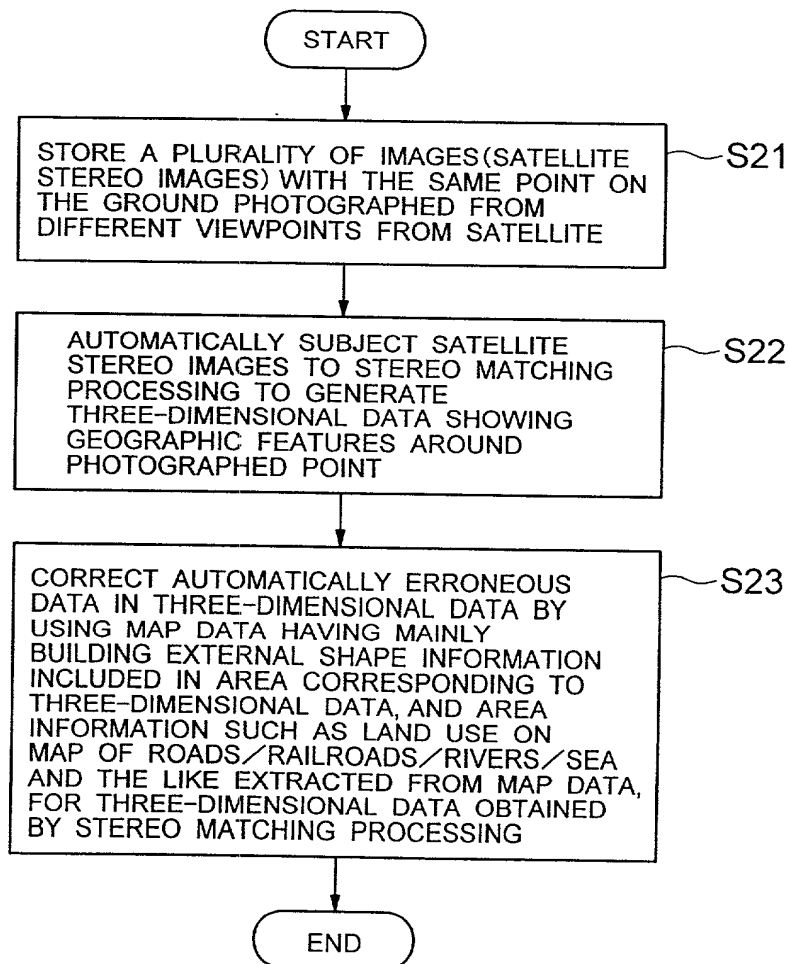 START
STORE A PLURALITY OF IMAGES(SATELLITE
STEREO IMAGES) WITH THE SAME POINT ON
THE GROUND PHOTOGRAPHED FROM
DIFFERENT VIEWPOINTS FROM SATELLITE
S21
AUTOMATICALLY SUBJECT SATELLITE
STEREO IMAGES TO STEREO MATCHING
PROCESSING TO GENERATE
THREE-DIMENSIONAL DATA SHOWING
GEOGRAPHIC FEATURES AROUND
PHOTOGRAPHED POINT
S22
CORRECT AUTOMATICALLY ERRONEOUS
DATA IN THREE-DIMENSIONAL DATA BY
USING MAP DATA HAVING MAINLY
BUILDING EXTERNAL SHAPE INFORMATION
INCLUDED IN AREA CORRESPONDING TO
THREE-DIMENSIONAL DATA, AND AREA
INFORMATION SUCH AS LAND USE ON
MAP OF ROADS/RAILROADS/RIVERS/SEA
AND THE LIKE EXTRACTED FROM MAP DATA,
FOR THREE-DIMENSIONAL DATA OBTAINED
BY STEREO MATCHING PROCESSING
S23
END